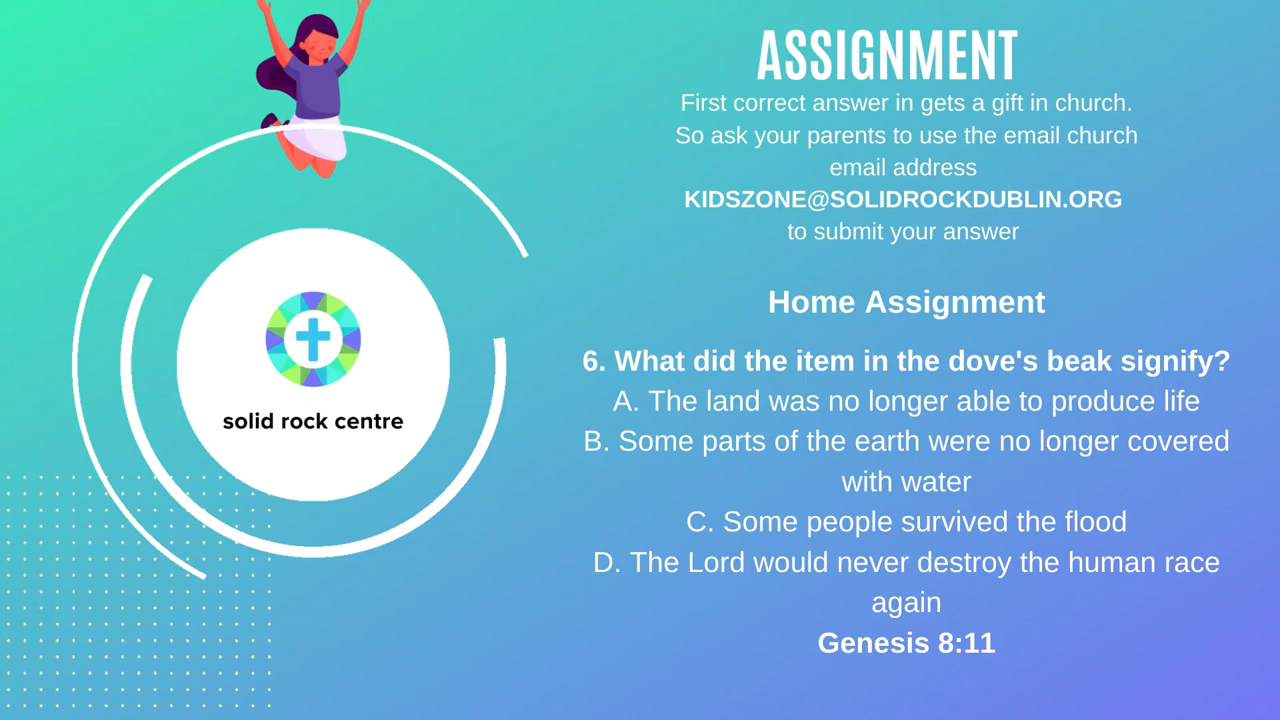 ASSIGNMENT
First correct answer in gets a gift in church.
So ask your parents to use the email church
email address
KIDSZONE@SOLIDROCKDUBLIN.ORG
to submit your answer
solid rock centre
Home Assignment
6. What did the item in the dove's beak signify?
A. The land was no longer able to produce life
B. Some parts of the earth were no longer covered
with water
C. Some people survived the flood
D. The Lord would never destroy the human race
again
Genesis 8:11